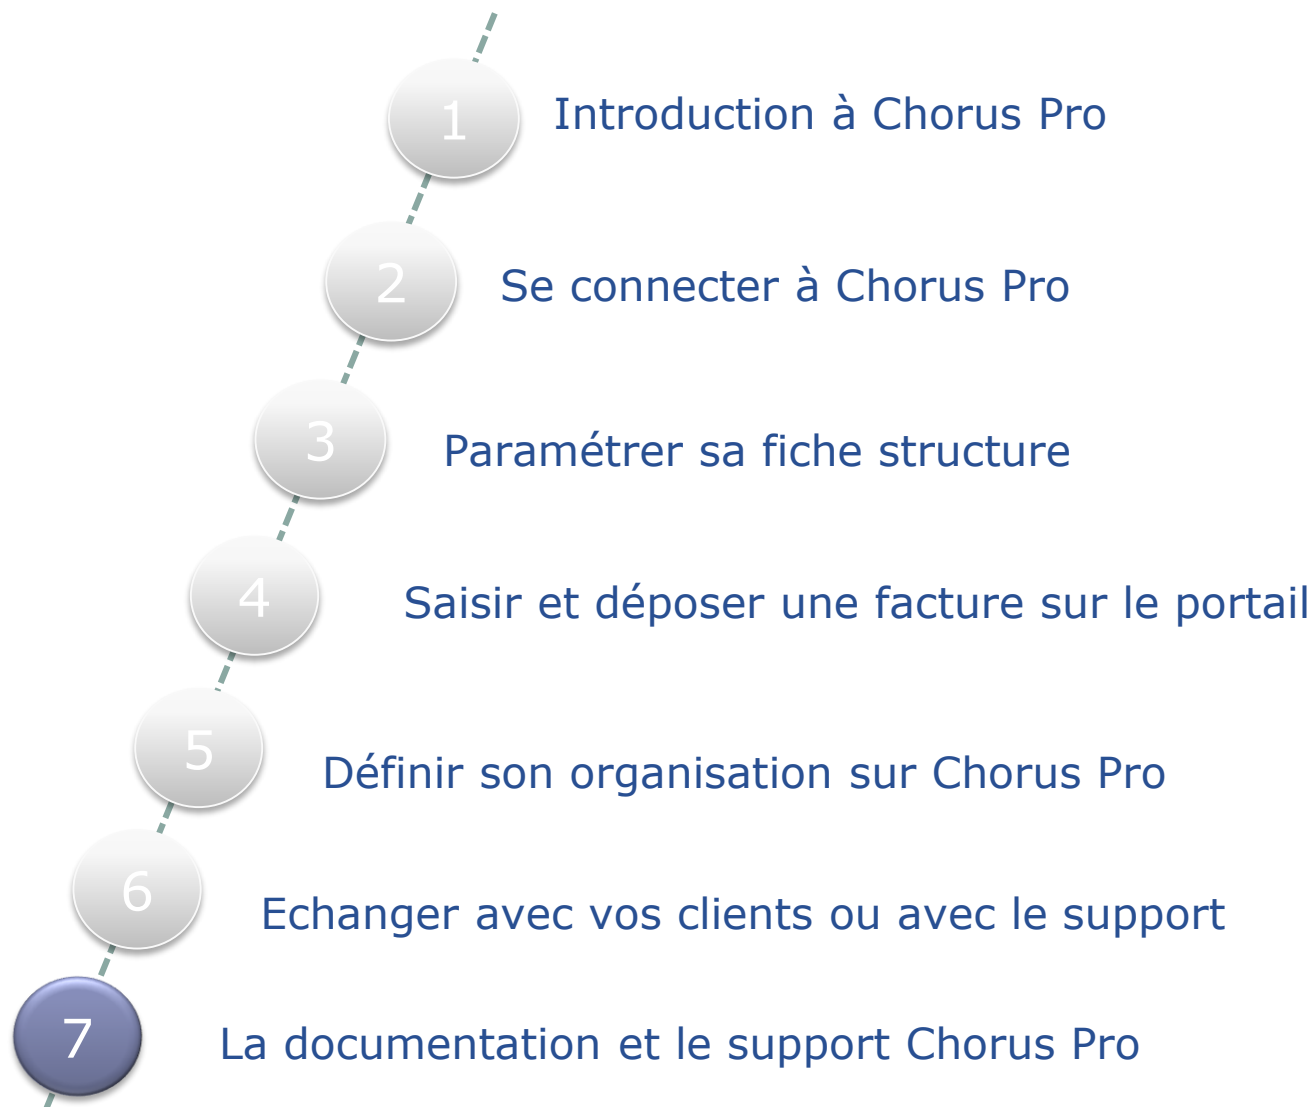 1 Introduction à Chorus Pro
2 Se connecter à Chorus Pro
3 Paramétrer sa fiche structure
4 Saisir et déposer une facture sur le portail
5 Définir son organisation sur Chorus Pro
6 Echanger avec vos clients ou avec le support
7 La documentation et le support Chorus Pro